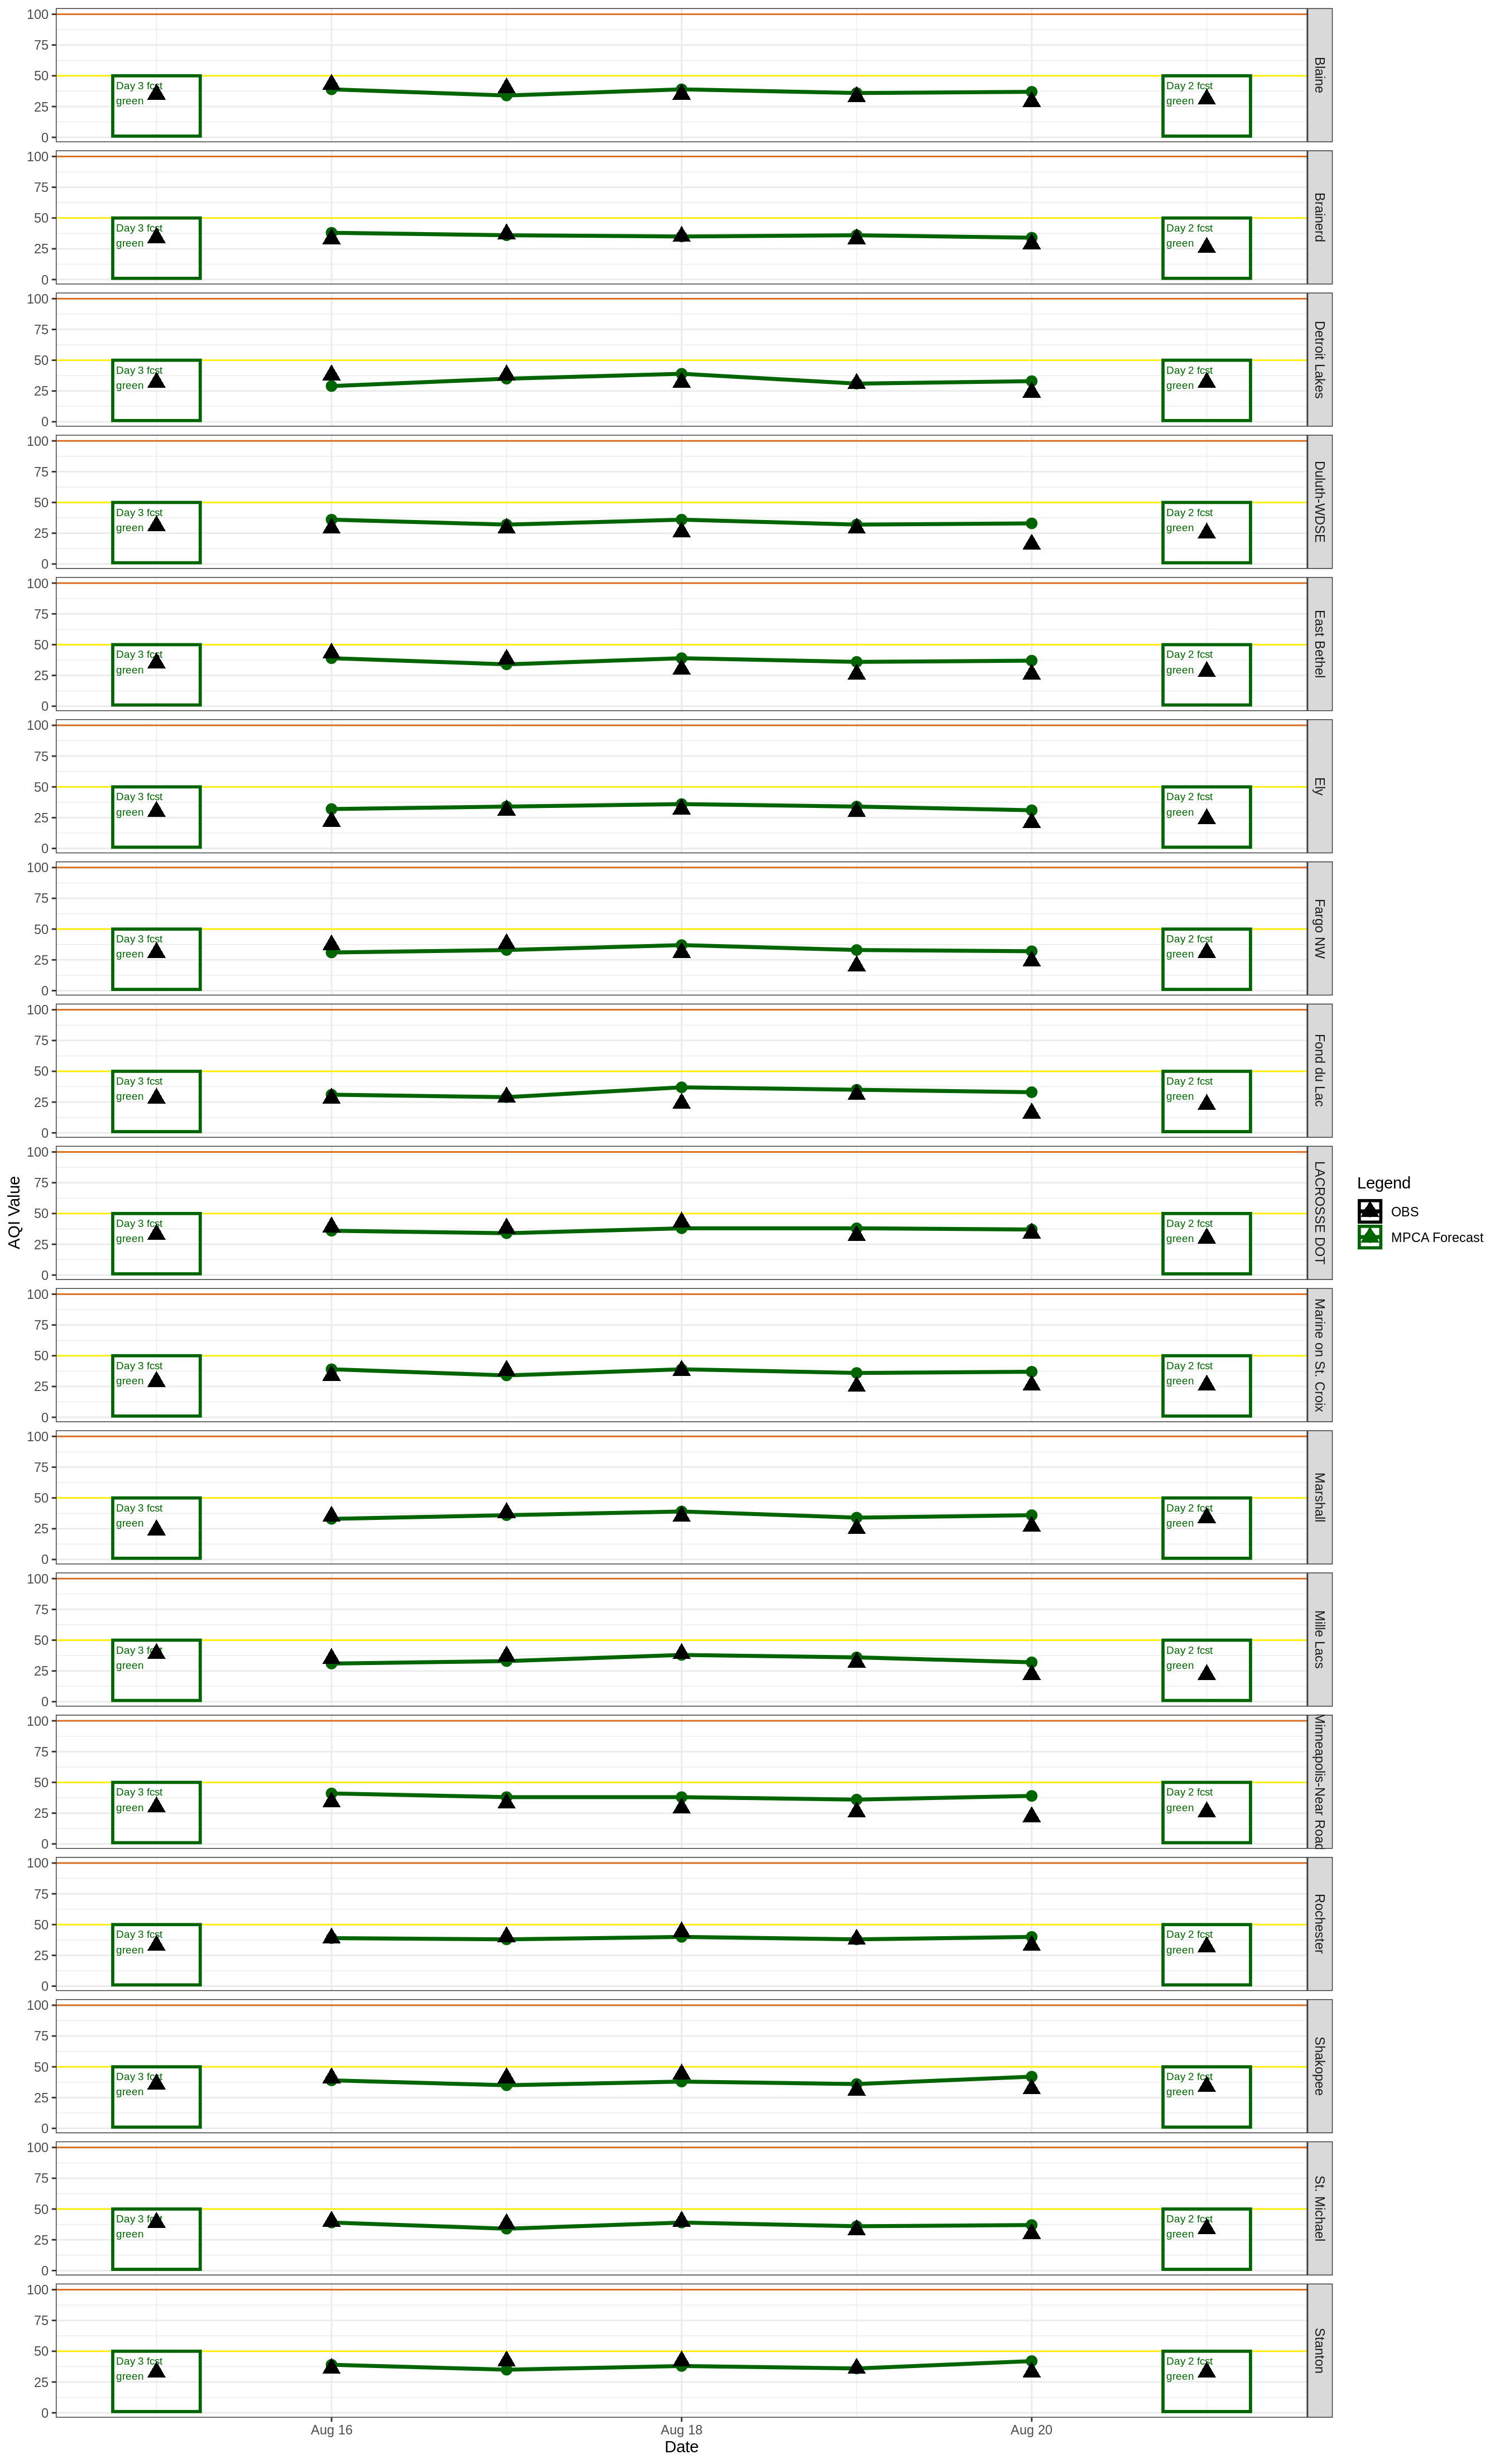 100
75
50
25
0
Day 3 fcst
green
Day 2 fcst
green
Blaine
100
75
50
25
0
Day 3 fcst
green
Day 2 fcst
green
Brainerd
100
75
50
25
0
Day 3 fcst
green
Day 2 fcst
green
Detroit Lakes
100
75
50
25
0
Day 3 fcst
green
Day 2 fcst
green
Duluth-WDSE
100
75
50
25
0
Day 3 fcst
green
Day 2 fcst
green
East Bethel
100
75
50
25
0
Day 3 fcst
green
Day 2 fcst
green
Ely
100
75
50
25
0
Day 3 fcst
green
Day 2 fcst
green
Fargo NW
100
75
50
25
0
Day 3 fcst
green
Day 2 fcst
green
Fond du Lac
100
75
50
25
0
Day 3 fcst
green
Day 2 fcst
green
LACROSSE DOT
AQI Value
Legend
OBS
MPCA Forecast
100
75
50
25
0
Day 3 fcst
green
Day 2 fcst
green
Marine on St. Croix
100
75
50
25
0
Day 3 fcst
green
Day 2 fcst
green
Marshall
100
75
50
25
0
Day 3 fcst
green
Day 2 fcst
green
Mille Lacs
100
75
50
25
0
Day 3 fcst
green
Day 2 fcst
green
Minneapolis-Near Road
100
75
50
25
0
Day 3 fcst
green
Day 2 fcst
green
Rochester
100
75
50
25
0
Day 3 fcst
green
Day 2 fcst
green
Shakopee
100
75
50
25
0
Day 3 fcst
green
Day 2 fcst
green
St. Michael
100
75
50
25
0
Day 3 fcst
green
Day 2 fcst
green
Stanton
Aug 16
Aug 18
Aug 20
Date